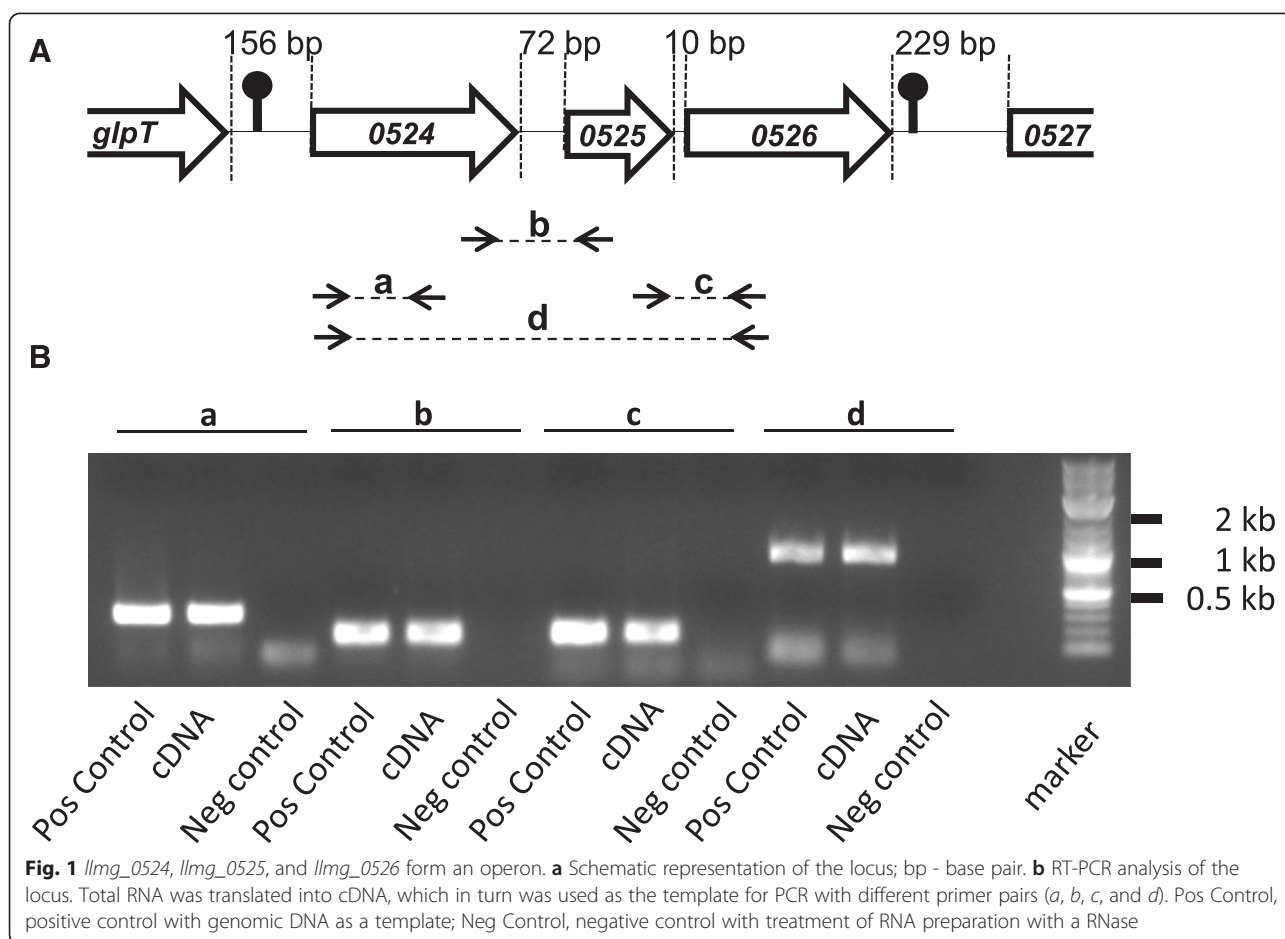 A
156 bp 72 bp 10 bp 229 bp
glpT 0524 0525 0526 0527
b
a c
d
B
a b c d
2 kb
1 kb
0.5 kb
Pos Control cDNA Neg control Pos Control cDNA Neg control Pos Control cDNA Neg control Pos Control cDNA Neg control marker
Fig. 1 llmg_0524, llmg_0525, and llmg_0526 form an operon. a Schematic representation of the locus; bp - base pair. b RT-PCR analysis of the
locus. Total RNA was translated into cDNA, which in turn was used as the template for PCR with different primer pairs (a, b, c, and d). Pos Control,
positive control with genomic DNA as a template; Neg Control, negative control with treatment of RNA preparation with a RNase